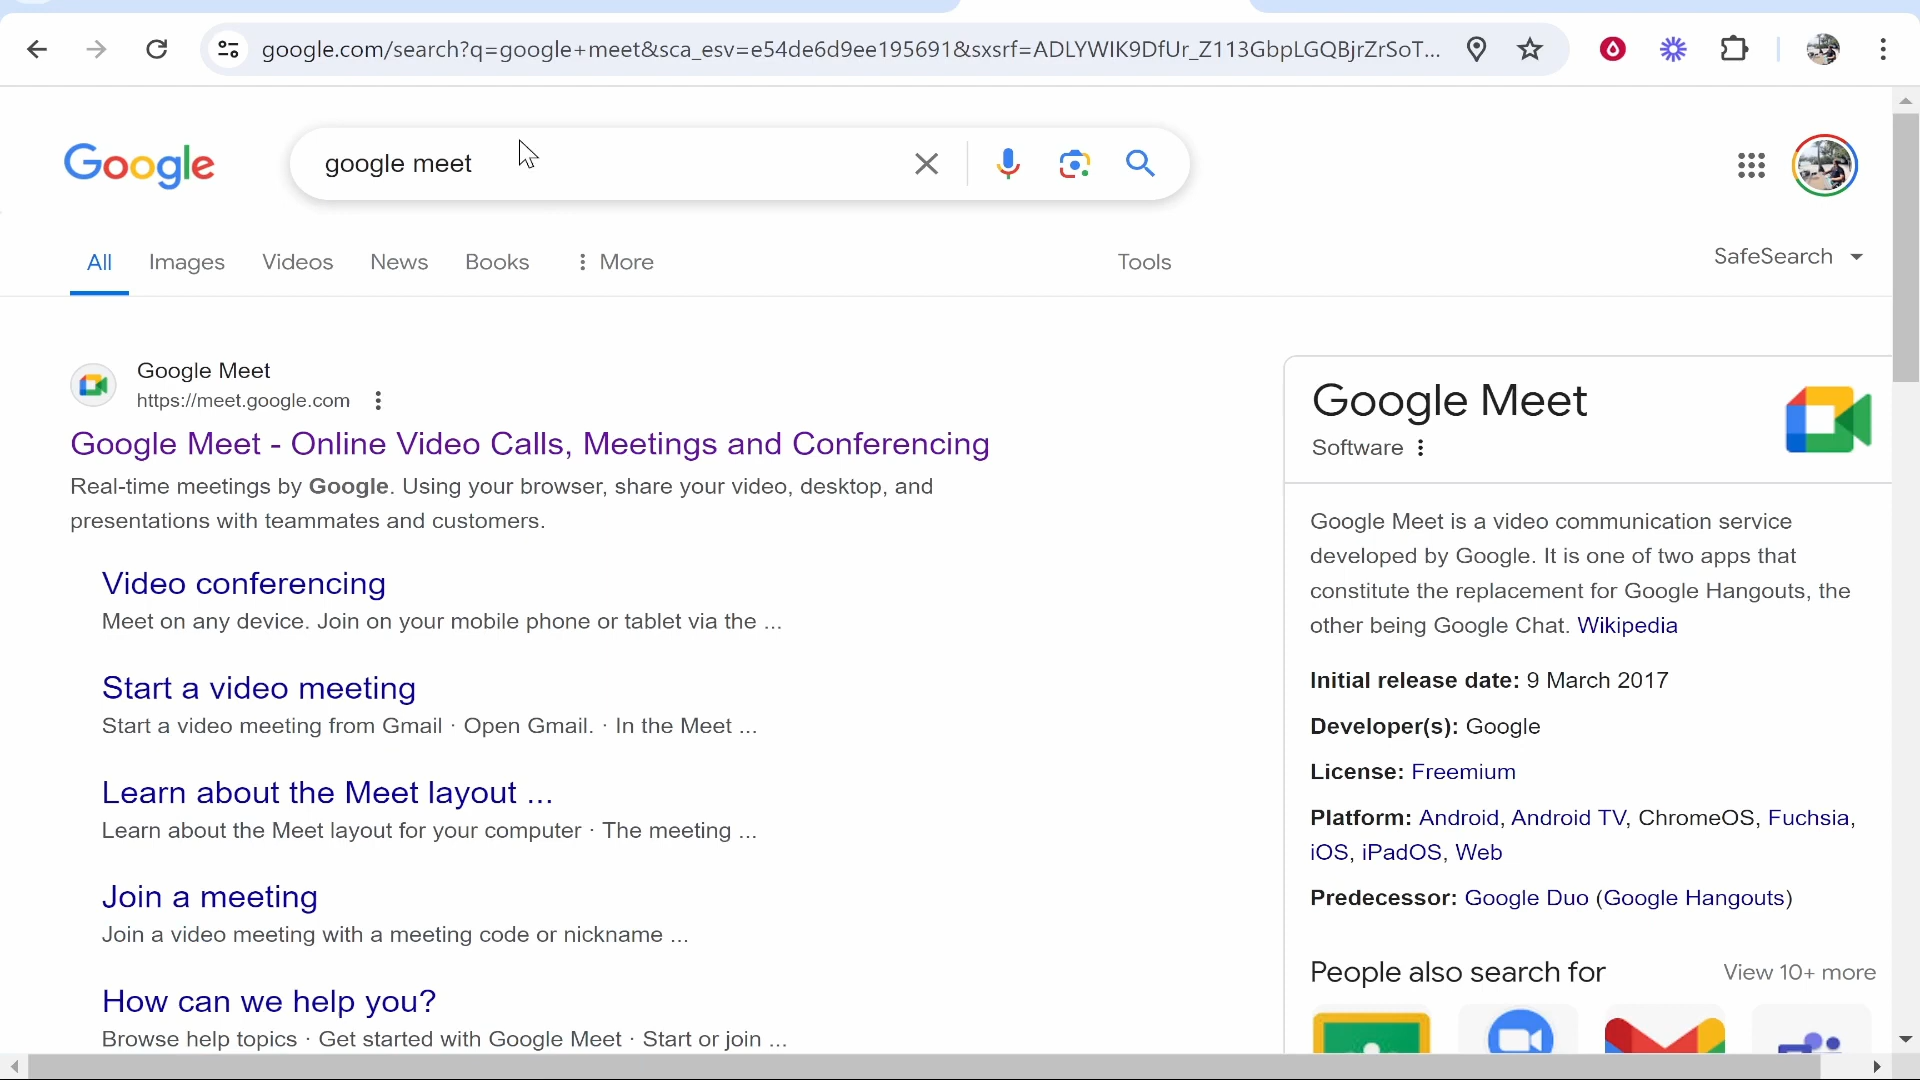 google.com/search?q=google+meet&sca_esv=e54de6d9ee195691&sxsrf=ADLYWIK9DfUr_Z113GbpLGQBjrZrSoT...
Google
google meet
All Images Videos News Books More Tools SafeSearch
Google Meet
https://meet.google.com
Google Meet - Online Video Calls, Meetings and Conferencing
Real-time meetings by Google. Using your browser, share your video, desktop, and
presentations with teammates and customers.
Video conferencing
Meet on any device. Join on your mobile phone or tablet via the ...
Start a video meeting
Start a video meeting from Gmail · Open Gmail. · In the Meet ...
Learn about the Meet layout ...
Learn about the Meet layout for your computer · The meeting ...
Join a meeting
Join a video meeting with a meeting code or nickname ...
How can we help you?
Browse help topics · Get started with Google Meet · Start or join ...
Google Meet
Software
Google Meet is a video communication service
developed by Google. It is one of two apps that
constitute the replacement for Google Hangouts, the
other being Google Chat. Wikipedia
Initial release date: 9 March 2017
Developer(s): Google
License: Freemium
Platform: Android, Android TV, ChromeOS, Fuchsia,
iOS, iPadOS, Web
Predecessor: Google Duo (Google Hangouts)
People also search for View 10+ more